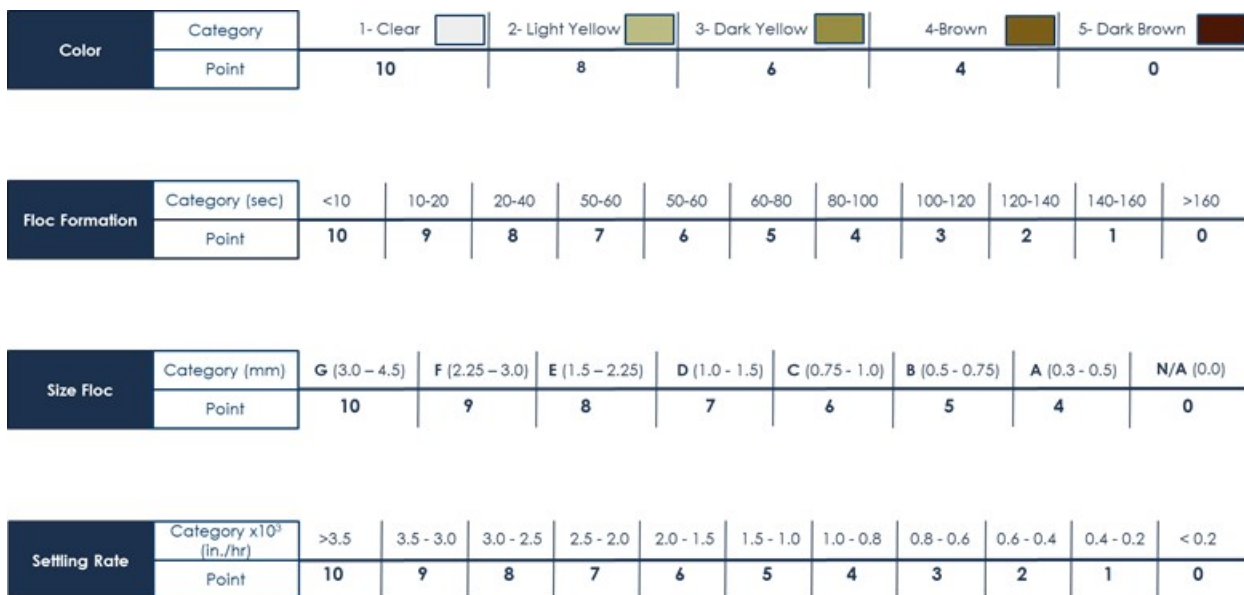 Color Category 1- Clear 2- Light Yellow 3- Dark Yellow 4-Brown 5- Dark Brown
Point 10 8 6 4 0
Floc Formation Category (sec) <10 10-20 20-40 50-60 50-60 60-80 80-100 100-120 120-140 140-160 >160
Point 10 9 8 7 6 5 4 3 2 1 0
Size Floc Category (mm) G (3.0 – 4.5) F (2.25 – 3.0) E (1.5 – 2.25) D (1.0 - 1.5) C (0.75 - 1.0) B (0.5 - 0.75) A (0.3 - 0.5) N/A (0.0)
Point 10 9 8 7 6 5 4 0
Settling Rate Category x10³ (in./hr) >3.5 3.5 - 3.0 3.0 - 2.5 2.5 - 2.0 2.0 - 1.5 1.5 - 1.0 1.0 - 0.8 0.8 - 0.6 0.6 - 0.4 0.4 - 0.2 < 0.2
Point 10 9 8 7 6 5 4 3 2 1 0